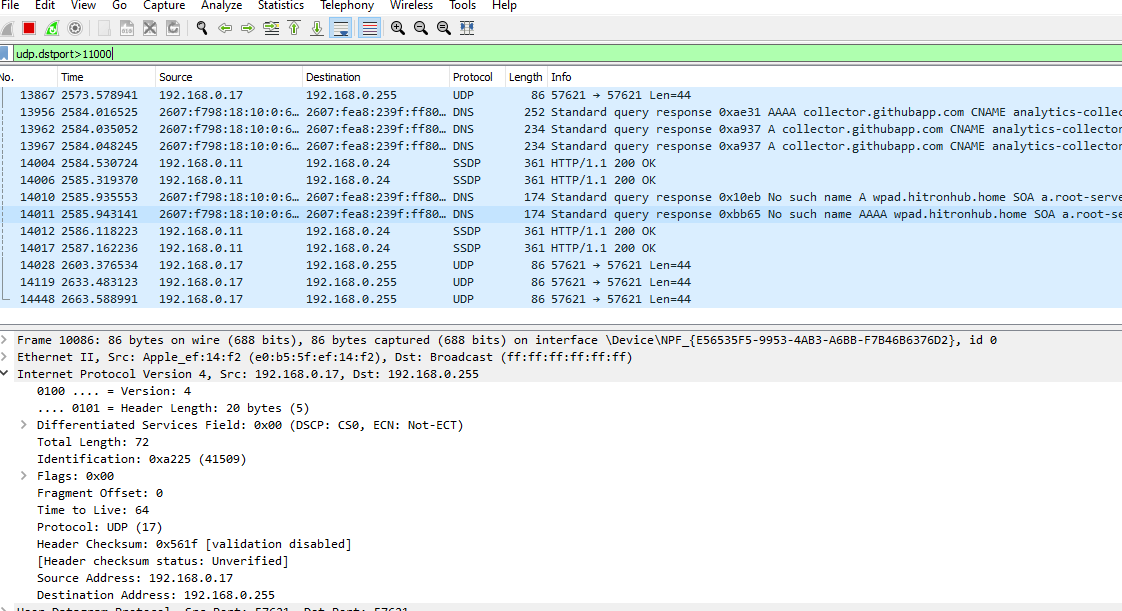 File Edit View Go Capture Analyze Statistics Telephony Wireless Tools Help
udp.dstport>11000
No. Time Source Destination Protocol Length Info
13867 2573.578941 192.168.0.17 192.168.0.255 UDP 86 57621 → 57621 Len=44
13956 2584.016525 2607:f798:18:10:0:6… 2607:fea8:239f:ff80… DNS 252 Standard query response 0xae31 AAAA collector.githubapp.com CNAME analytics-collec
13962 2584.035052 2607:f798:18:10:0:6… 2607:fea8:239f:ff80… DNS 234 Standard query response 0xa937 A collector.githubapp.com CNAME analytics-collector
13967 2584.048245 2607:f798:18:10:0:6… 2607:fea8:239f:ff80… DNS 234 Standard query response 0xa937 A collector.githubapp.com CNAME analytics-collector
14004 2584.530724 192.168.0.11 192.168.0.24 SSDP 361 HTTP/1.1 200 OK
14006 2585.319370 192.168.0.11 192.168.0.24 SSDP 361 HTTP/1.1 200 OK
14010 2585.935553 2607:f798:18:10:0:6… 2607:fea8:239f:ff80… DNS 174 Standard query response 0x10eb No such name A wpad.hitronhub.home SOA a.root-serve
14011 2585.943141 2607:f798:18:10:0:6… 2607:fea8:239f:ff80… DNS 174 Standard query response 0xbb65 No such name AAAA wpad.hitronhub.home SOA a.root-se
14012 2586.118223 192.168.0.11 192.168.0.24 SSDP 361 HTTP/1.1 200 OK
14017 2587.162236 192.168.0.11 192.168.0.24 SSDP 361 HTTP/1.1 200 OK
14028 2603.376534 192.168.0.17 192.168.0.255 UDP 86 57621 → 57621 Len=44
14119 2633.483123 192.168.0.17 192.168.0.255 UDP 86 57621 → 57621 Len=44
14448 2663.588991 192.168.0.17 192.168.0.255 UDP 86 57621 → 57621 Len=44
Frame 10086: 86 bytes on wire (688 bits), 86 bytes captured (688 bits) on interface \Device\NPF_{E56535F5-9953-4AB3-A6BB-F7B46B6376D2}, id 0
Ethernet II, Src: Apple_ef:14:f2 (e0:b5:5f:ef:14:f2), Dst: Broadcast (ff:ff:ff:ff:ff:ff)
Internet Protocol Version 4, Src: 192.168.0.17, Dst: 192.168.0.255
0100 .... = Version: 4
.... 0101 = Header Length: 20 bytes (5)
Differentiated Services Field: 0x00 (DSCP: CS0, ECN: Not-ECT)
Total Length: 72
Identification: 0xa225 (41509)
Flags: 0x00
Fragment Offset: 0
Time to Live: 64
Protocol: UDP (17)
Header Checksum: 0x561f [validation disabled]
[Header checksum status: Unverified]
Source Address: 192.168.0.17
Destination Address: 192.168.0.255
User Datagram Protocol, Src Port: 57621, Dst Port: 57621